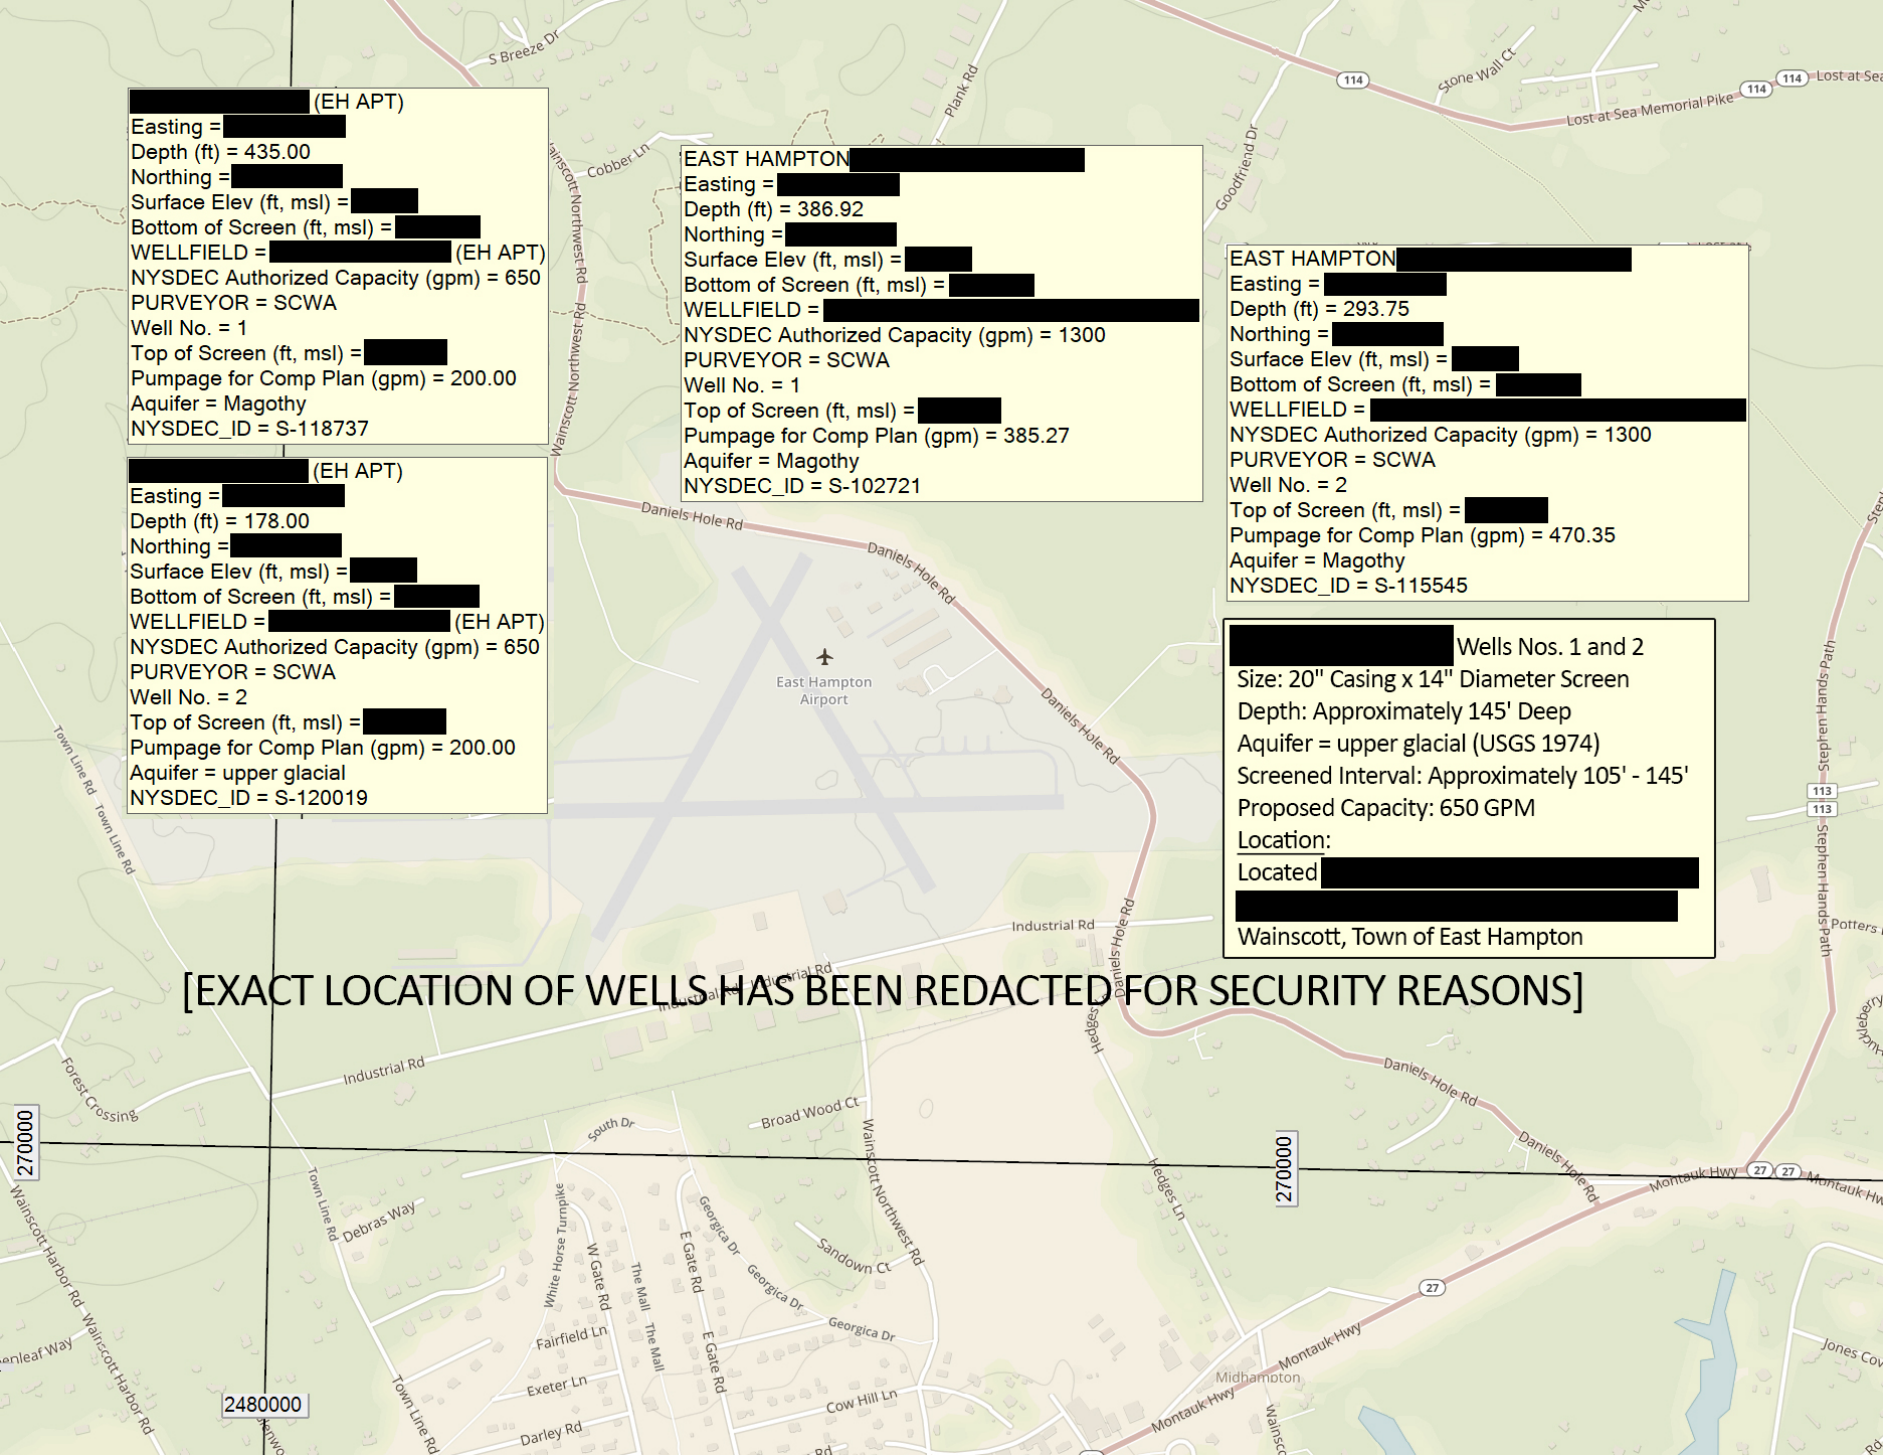 S Breeze Dr
Plank Rd
114
Stone Wall Ct
114
114
Lost at Sea
Lost at Sea Memorial Pike
Cobber Ln
Goodfriend Dr
Wainscott Northwest Rd
Wainscott Northwest Rd
(EH APT)
Easting =
Depth (ft) = 435.00
Northing =
Surface Elev (ft, msl) =
Bottom of Screen (ft, msl) =
WELLFIELD = (EH APT)
NYSDEC Authorized Capacity (gpm) = 650
PURVEYOR = SCWA
Well No. = 1
Top of Screen (ft, msl) =
Pumpage for Comp Plan (gpm) = 200.00
Aquifer = Magothy
NYSDEC_ID = S-118737
EAST HAMPTON
Easting =
Depth (ft) = 386.92
Northing =
Surface Elev (ft, msl) =
Bottom of Screen (ft, msl) =
WELLFIELD =
NYSDEC Authorized Capacity (gpm) = 1300
PURVEYOR = SCWA
Well No. = 1
Top of Screen (ft, msl) =
Pumpage for Comp Plan (gpm) = 385.27
Aquifer = Magothy
NYSDEC_ID = S-102721
EAST HAMPTON
Easting =
Depth (ft) = 293.75
Northing =
Surface Elev (ft, msl) =
Bottom of Screen (ft, msl) =
WELLFIELD =
NYSDEC Authorized Capacity (gpm) = 1300
PURVEYOR = SCWA
Well No. = 2
Top of Screen (ft, msl) =
Pumpage for Comp Plan (gpm) = 470.35
Aquifer = Magothy
NYSDEC_ID = S-115545
(EH APT)
Easting =
Depth (ft) = 178.00
Northing =
Surface Elev (ft, msl) =
Bottom of Screen (ft, msl) =
WELLFIELD = (EH APT)
NYSDEC Authorized Capacity (gpm) = 650
PURVEYOR = SCWA
Well No. = 2
Top of Screen (ft, msl) =
Pumpage for Comp Plan (gpm) = 200.00
Aquifer = upper glacial
NYSDEC_ID = S-120019
Wells Nos. 1 and 2
Size: 20" Casing x 14" Diameter Screen
Depth: Approximately 145' Deep
Aquifer = upper glacial (USGS 1974)
Screened Interval: Approximately 105' - 145'
Proposed Capacity: 650 GPM
Location:
Located
Wainscott, Town of East Hampton
Daniels Hole Rd
Daniels Hole Rd
Daniels Hole Rd
East Hampton
Airport
Town Line Rd
Town Line Rd
Stephen Hands Path
113
113
Stephen Hands Path
Industrial Rd
Daniels Hole Rd
Industrial Rd
Industrial Rd
[EXACT LOCATION OF WELLS HAS BEEN REDACTED FOR SECURITY REASONS]
Industrial Rd
Forest Crossing
Daniels Hole Rd
Daniels Hole Rd
270000
270000
South Dr
Broad Wood Ct
Wainscott Northwest Rd
Hedges Ln
Montauk Hwy
27
27
Montauk Hw
Town Line Rd
Debras Way
White Horse Turnpike
W Gate Rd
The Mall
The Mall
E Gate Rd
E Gate Rd
Georgica Dr
Georgica Dr
Georgica Dr
Sandown Ct
Wainscott Harbor Rd
Wainscott Harbor Rd
Fairfield Ln
Exeter Ln
Darley Rd
Cow Hill Ln
Town Line Rd
27
Montauk Hwy
Montauk Hwy
Midhampton
2480000